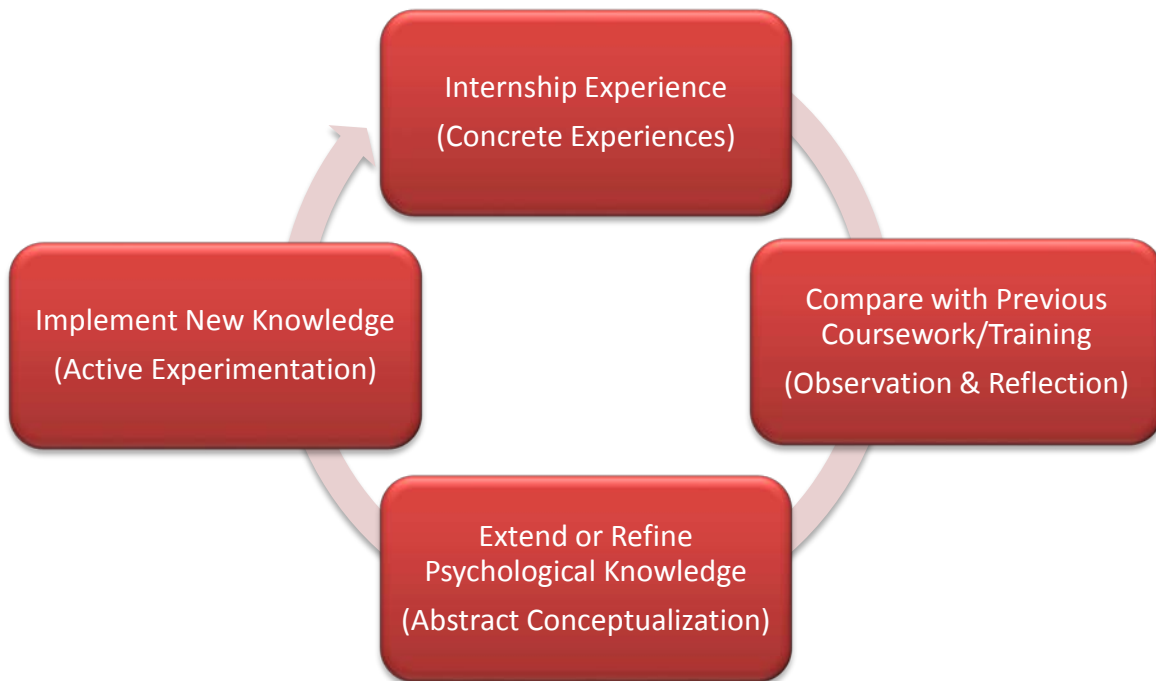 Internship Experience
(Concrete Experiences)
Compare with Previous
Coursework/Training
(Observation & Reflection)
Extend or Refine
Psychological Knowledge
(Abstract Conceptualization)
Implement New Knowledge
(Active Experimentation)